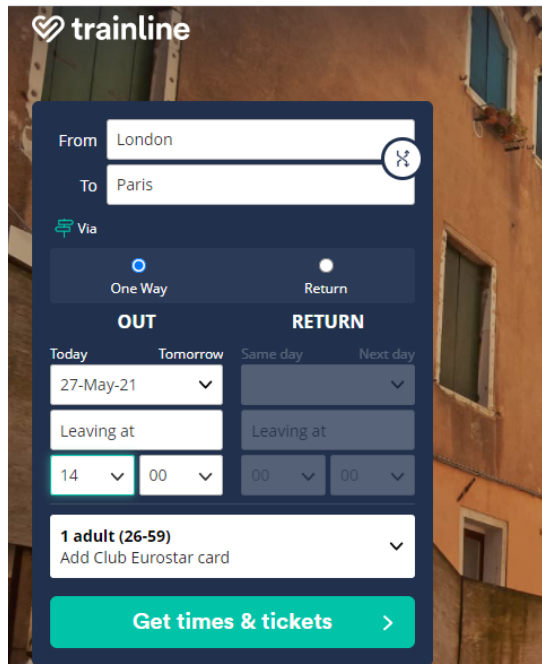 trainline
From London
To Paris
Via
One Way Return
OUT RETURN
Today Tomorrow Same day Next day
27-May-21
Leaving at Leaving at
14 00 00 00
1 adult (26-59)
Add Club Eurostar card
Get times & tickets